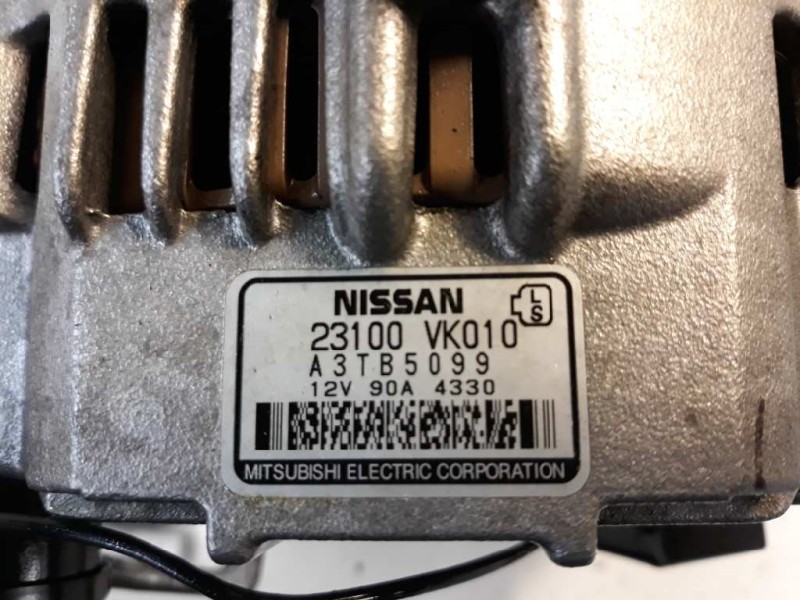 NISSAN
L
S
23100 VK010
A3TB5099
12V 90A 4330
MITSUBISHI ELECTRIC CORPORATION